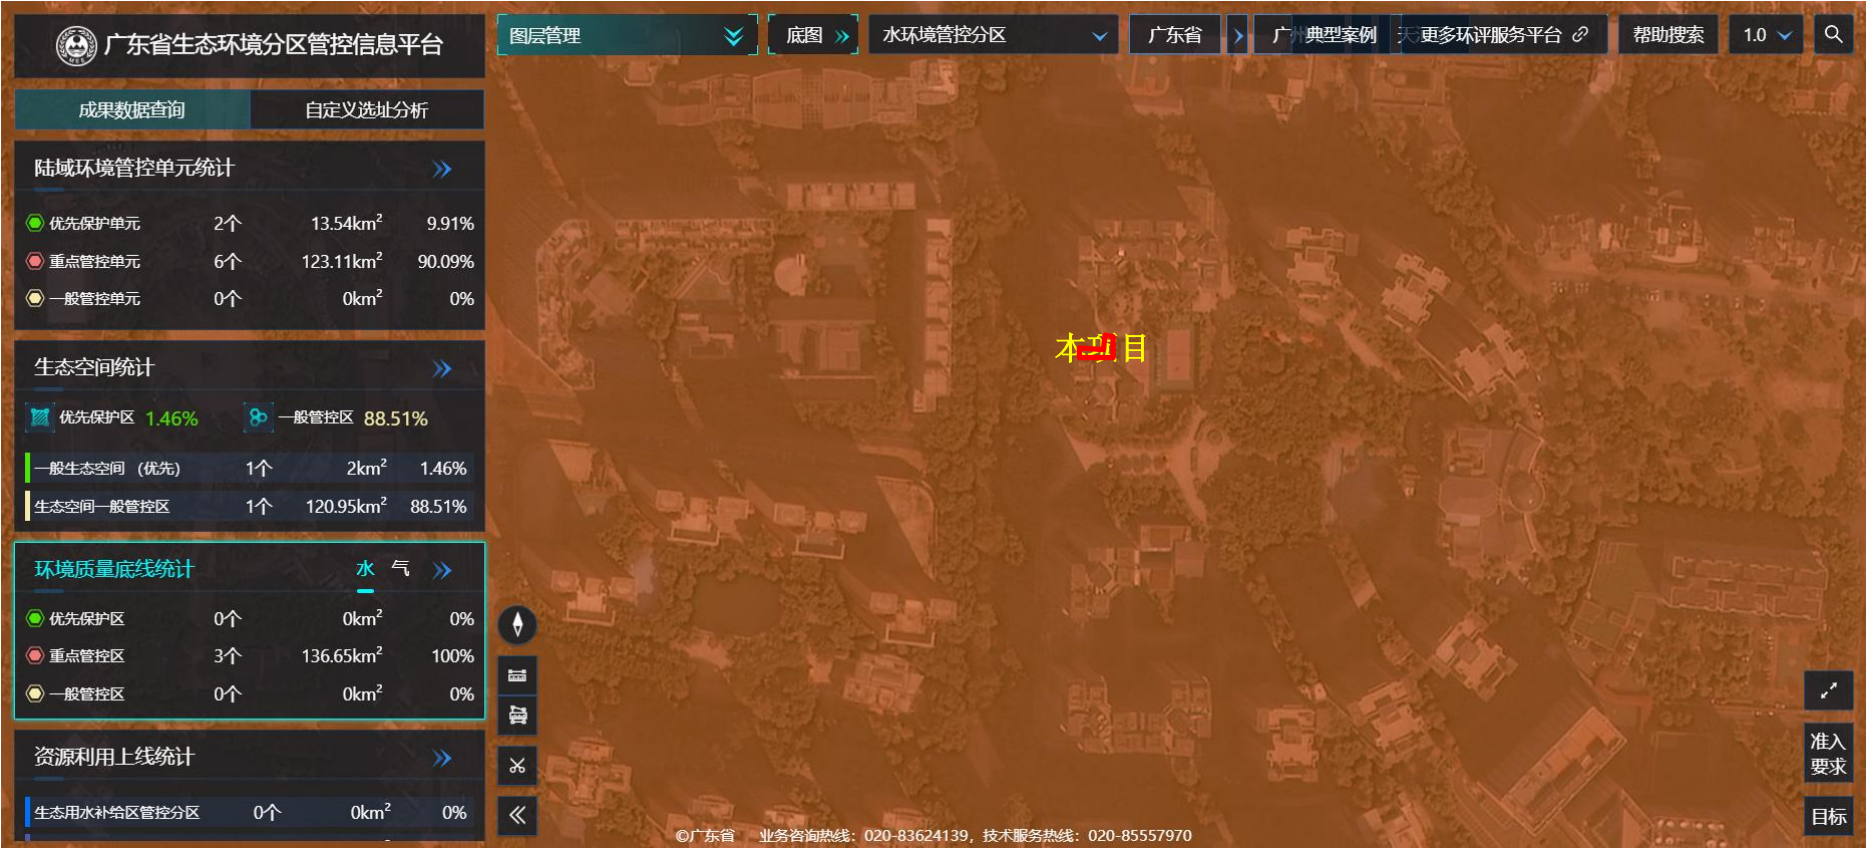 广东省生态环境分区管控信息平台
图层管理
底图
水环境管控分区
广东省
典型案例
更多环评服务平台
帮助搜索
1.0
成果数据查询
自定义选址分析
陆域环境管控单元统计
优先保护单元 2个 13.54km² 9.91%
重点管控单元 6个 123.11km² 90.09%
一般管控单元 0个 0km² 0%
生态空间统计
优先保护区 1.46% 一般管控区 88.51%
一般生态空间（优先） 1个 2km² 1.46%
生态空间一般管控区 1个 120.95km² 88.51%
环境质量底线统计 水 气
优先保护区 0个 0km² 0%
重点管控区 3个 136.65km² 100%
一般管控区 0个 0km² 0%
资源利用上线统计
生态用水补给区管控分区 0个 0km² 0%
本项目
准入
要求
目标
©广东省 业务咨询热线：020-83624139，技术服务热线：020-85557970